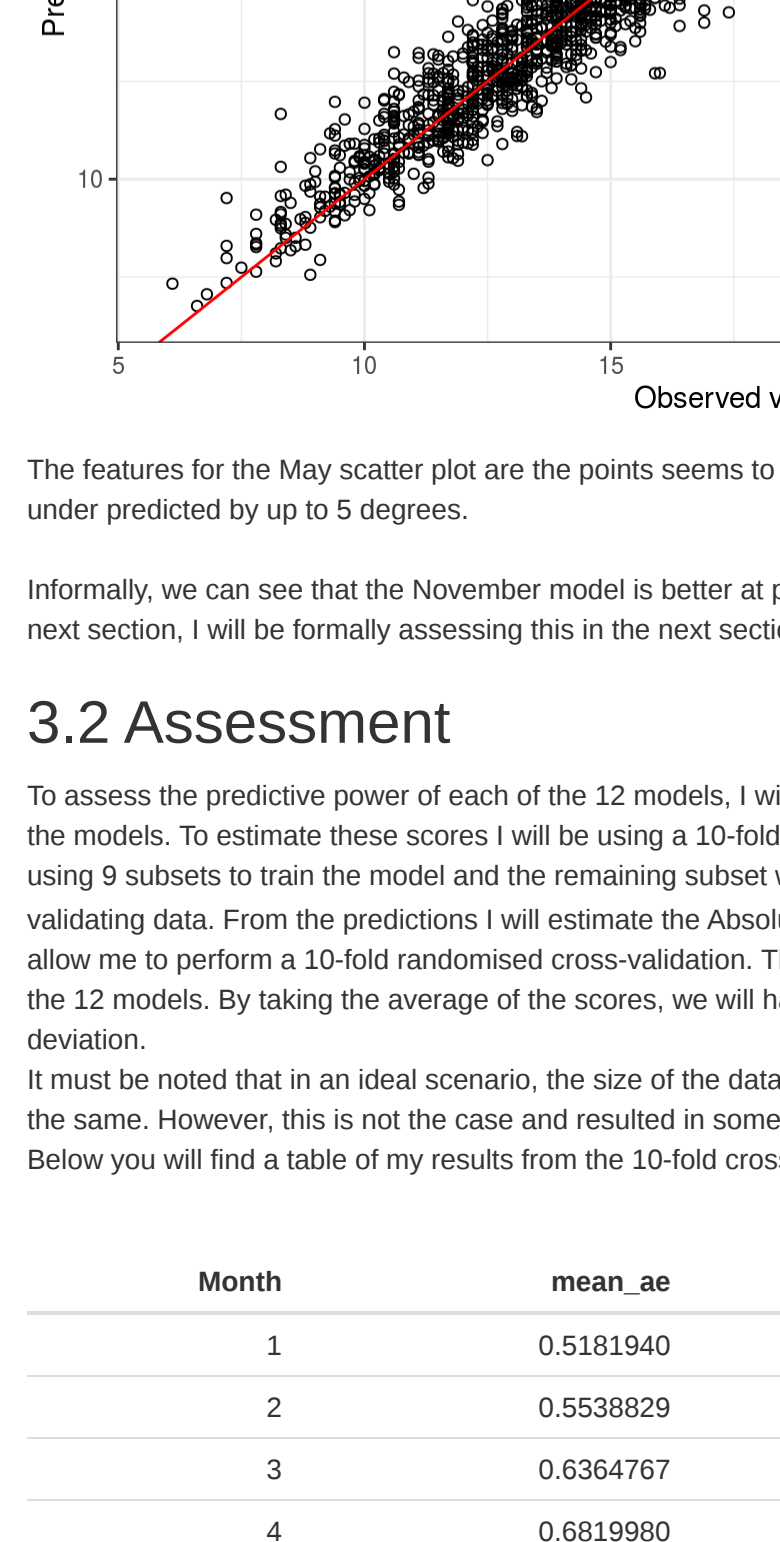 Pre
10
5 10 15
Observed v
The features for the May scatter plot are the points seems to
under predicted by up to 5 degrees.
Informally, we can see that the November model is better at p
next section, I will be formally assessing this in the next secti
3.2 Assessment
To assess the predictive power of each of the 12 models, I wi
the models. To estimate these scores I will be using a 10-fold
using 9 subsets to train the model and the remaining subset w
validating data. From the predictions I will estimate the Absolu
allow me to perform a 10-fold randomised cross-validation. Th
the 12 models. By taking the average of the scores, we will ha
deviation.
It must be noted that in an ideal scenario, the size of the data
the same. However, this is not the case and resulted in some
Below you will find a table of my results from the 10-fold cross
Month mean_ae
1 0.5181940
2 0.5538829
3 0.6364767
4 0.6819980